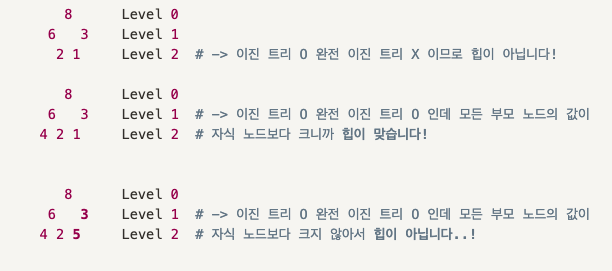 8 Level 0
6 3 Level 1
2 1 Level 2 # -> 이진 트리 O 완전 이진 트리 X 이므로 힙이 아닙니다!
8 Level 0
6 3 Level 1 # -> 이진 트리 O 완전 이진 트리 O 인데 모든 부모 노드의 값이
4 2 1 Level 2 # 자식 노드보다 크니까 힙이 맞습니다!
8 Level 0
6 3 Level 1 # -> 이진 트리 O 완전 이진 트리 O 인데 모든 부모 노드의 값이
4 2 5 Level 2 # 자식 노드보다 크지 않아서 힙이 아닙니다..!